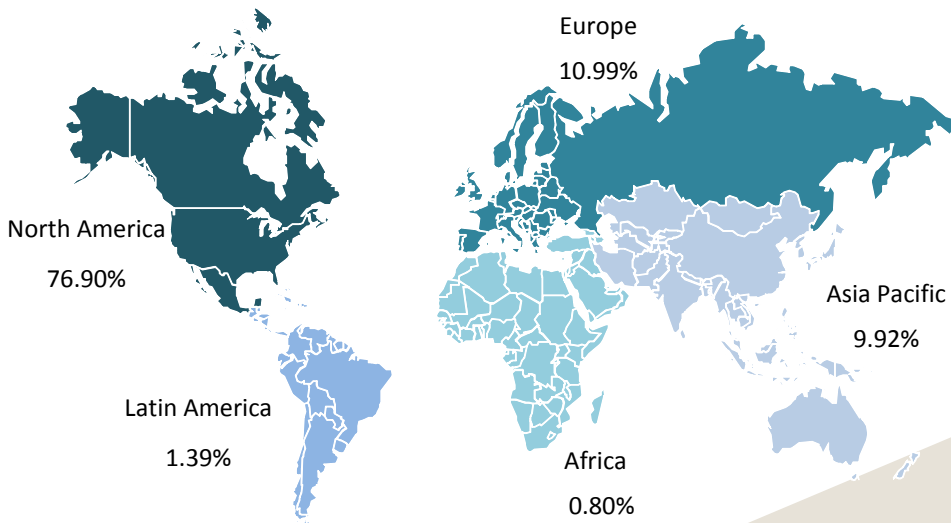 Europe
10.99%
North America
76.90%
Asia Pacific
9.92%
Latin America
1.39%
Africa
0.80%